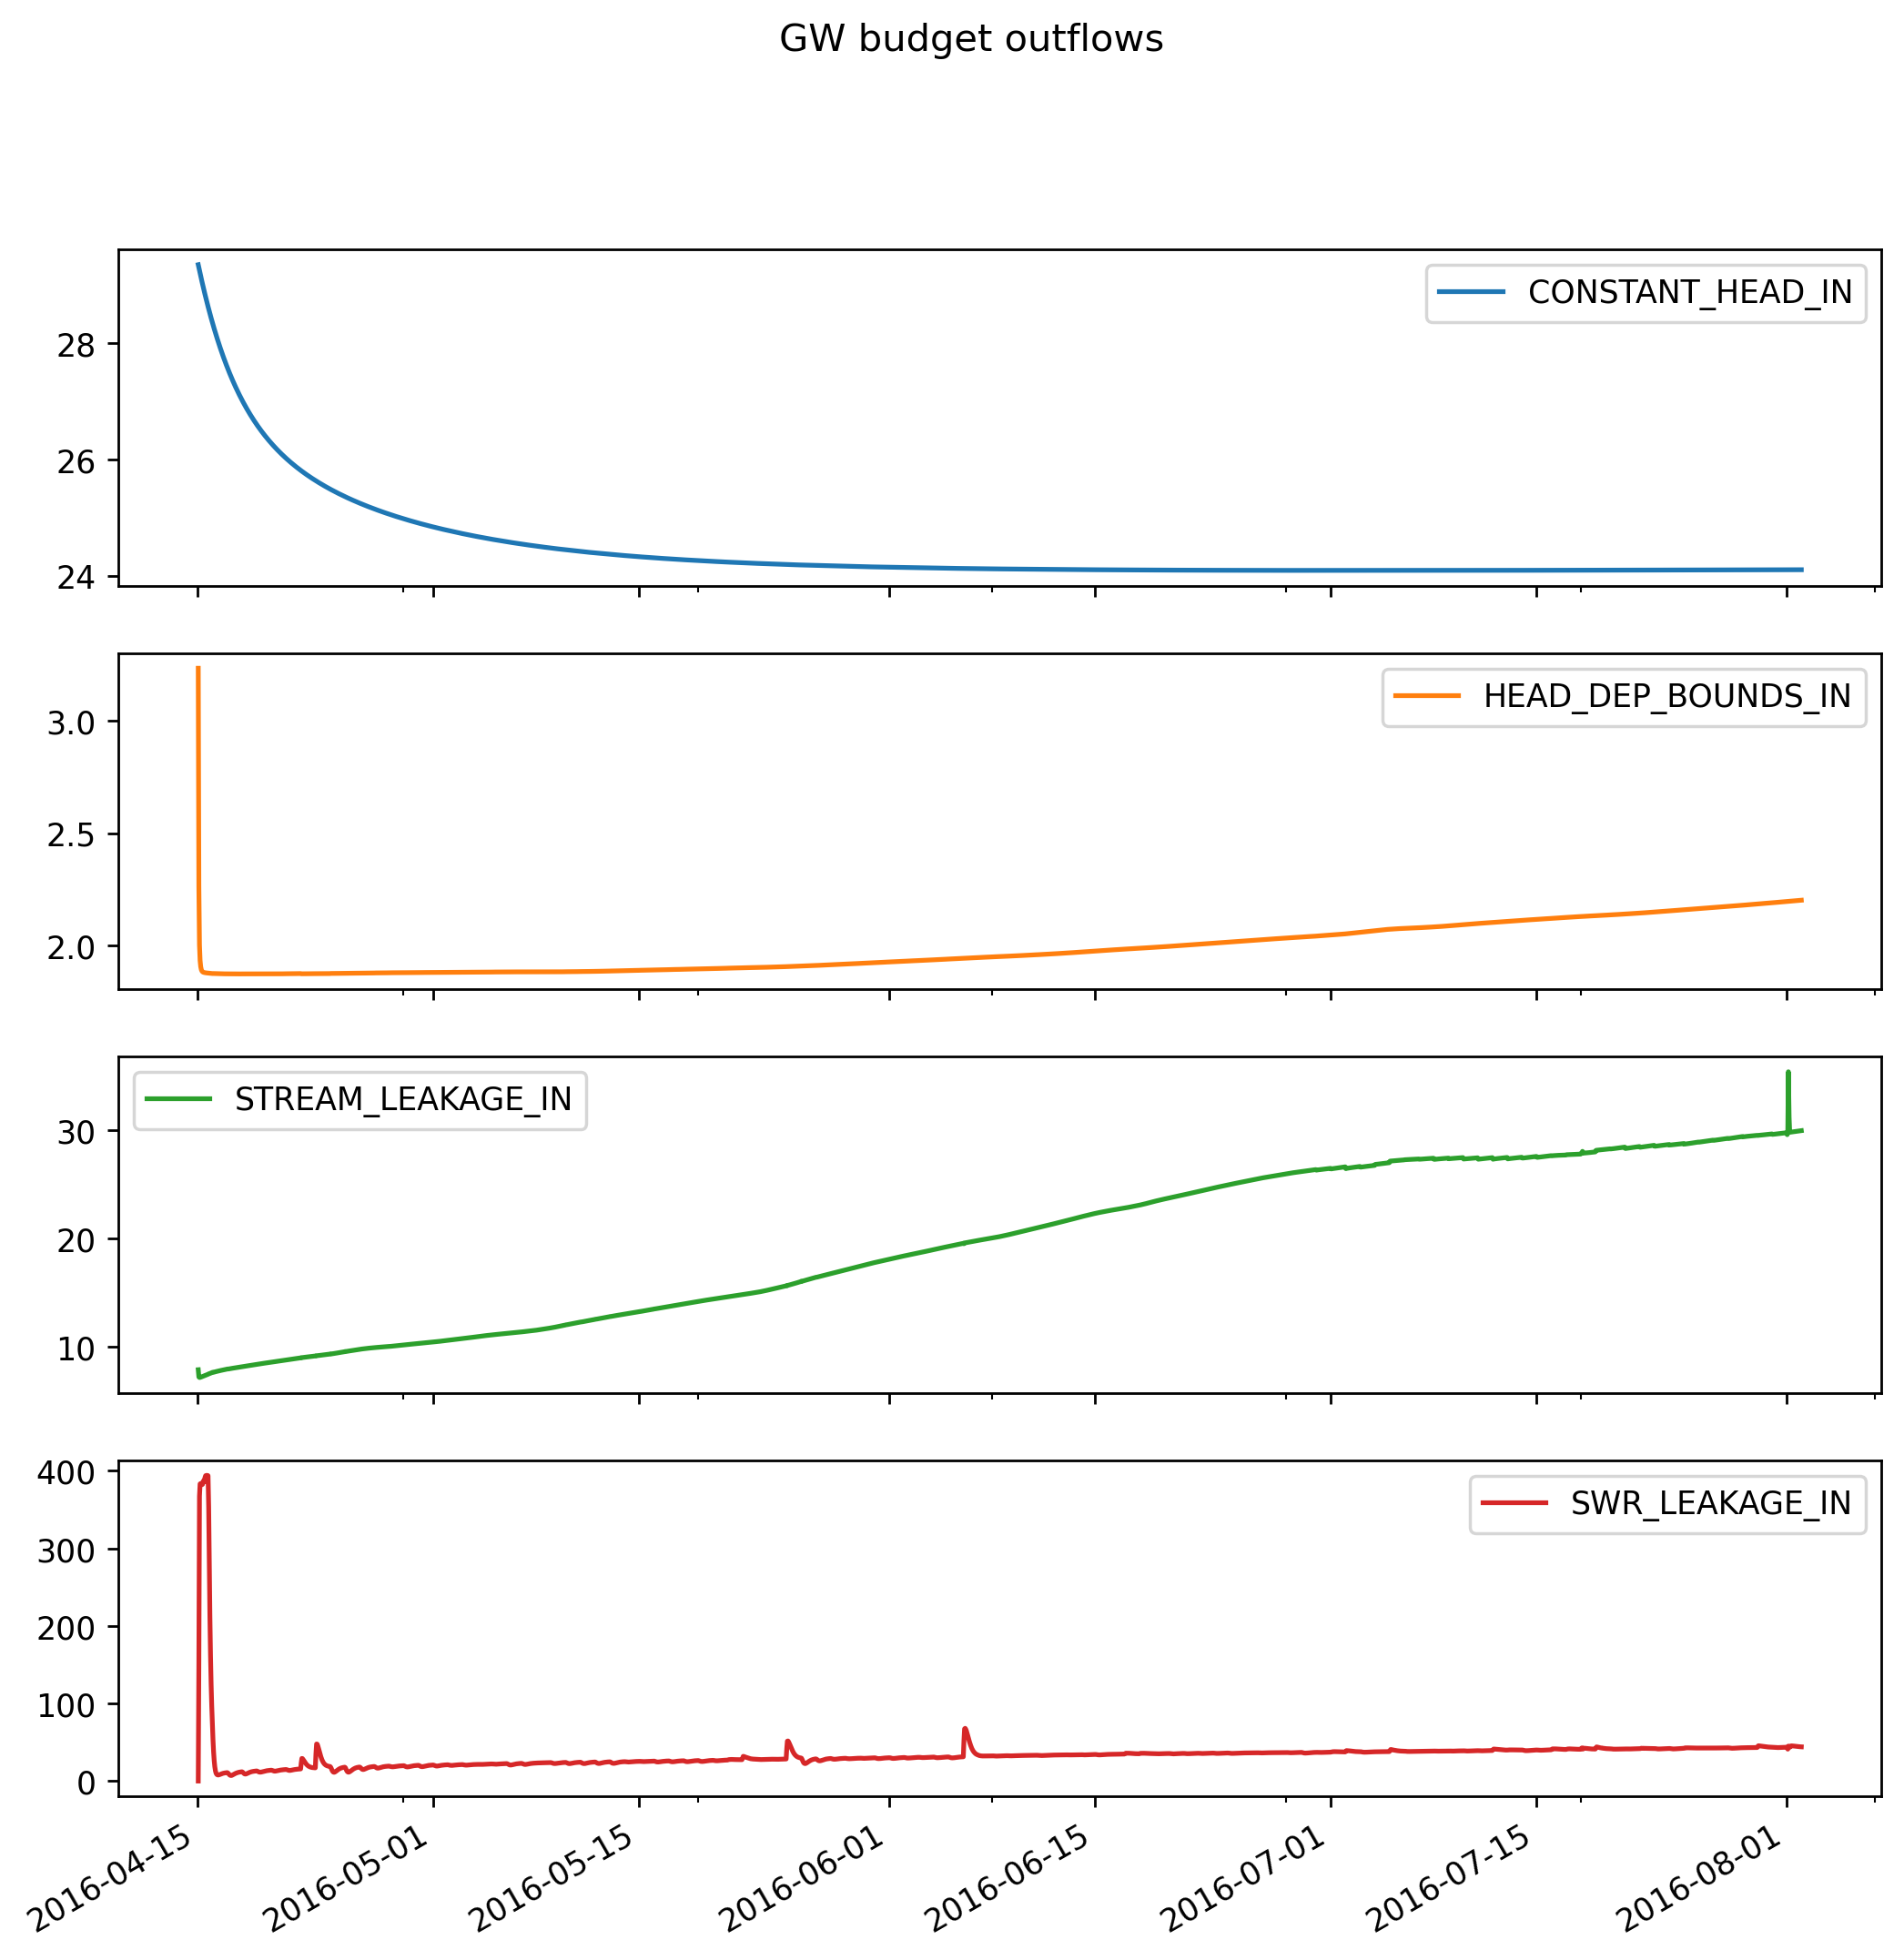 GW budget outflows
CONSTANT_HEAD_IN
28
26
24
HEAD_DEP_BOUNDS_IN
3.0
2.5
2.0
STREAM_LEAKAGE_IN
30
20
10
400
SWR_LEAKAGE_IN
300
200
100
0
2016-04-15 2016-05-01 2016-05-15 2016-06-01 2016-06-15 2016-07-01 2016-07-15 2016-08-01